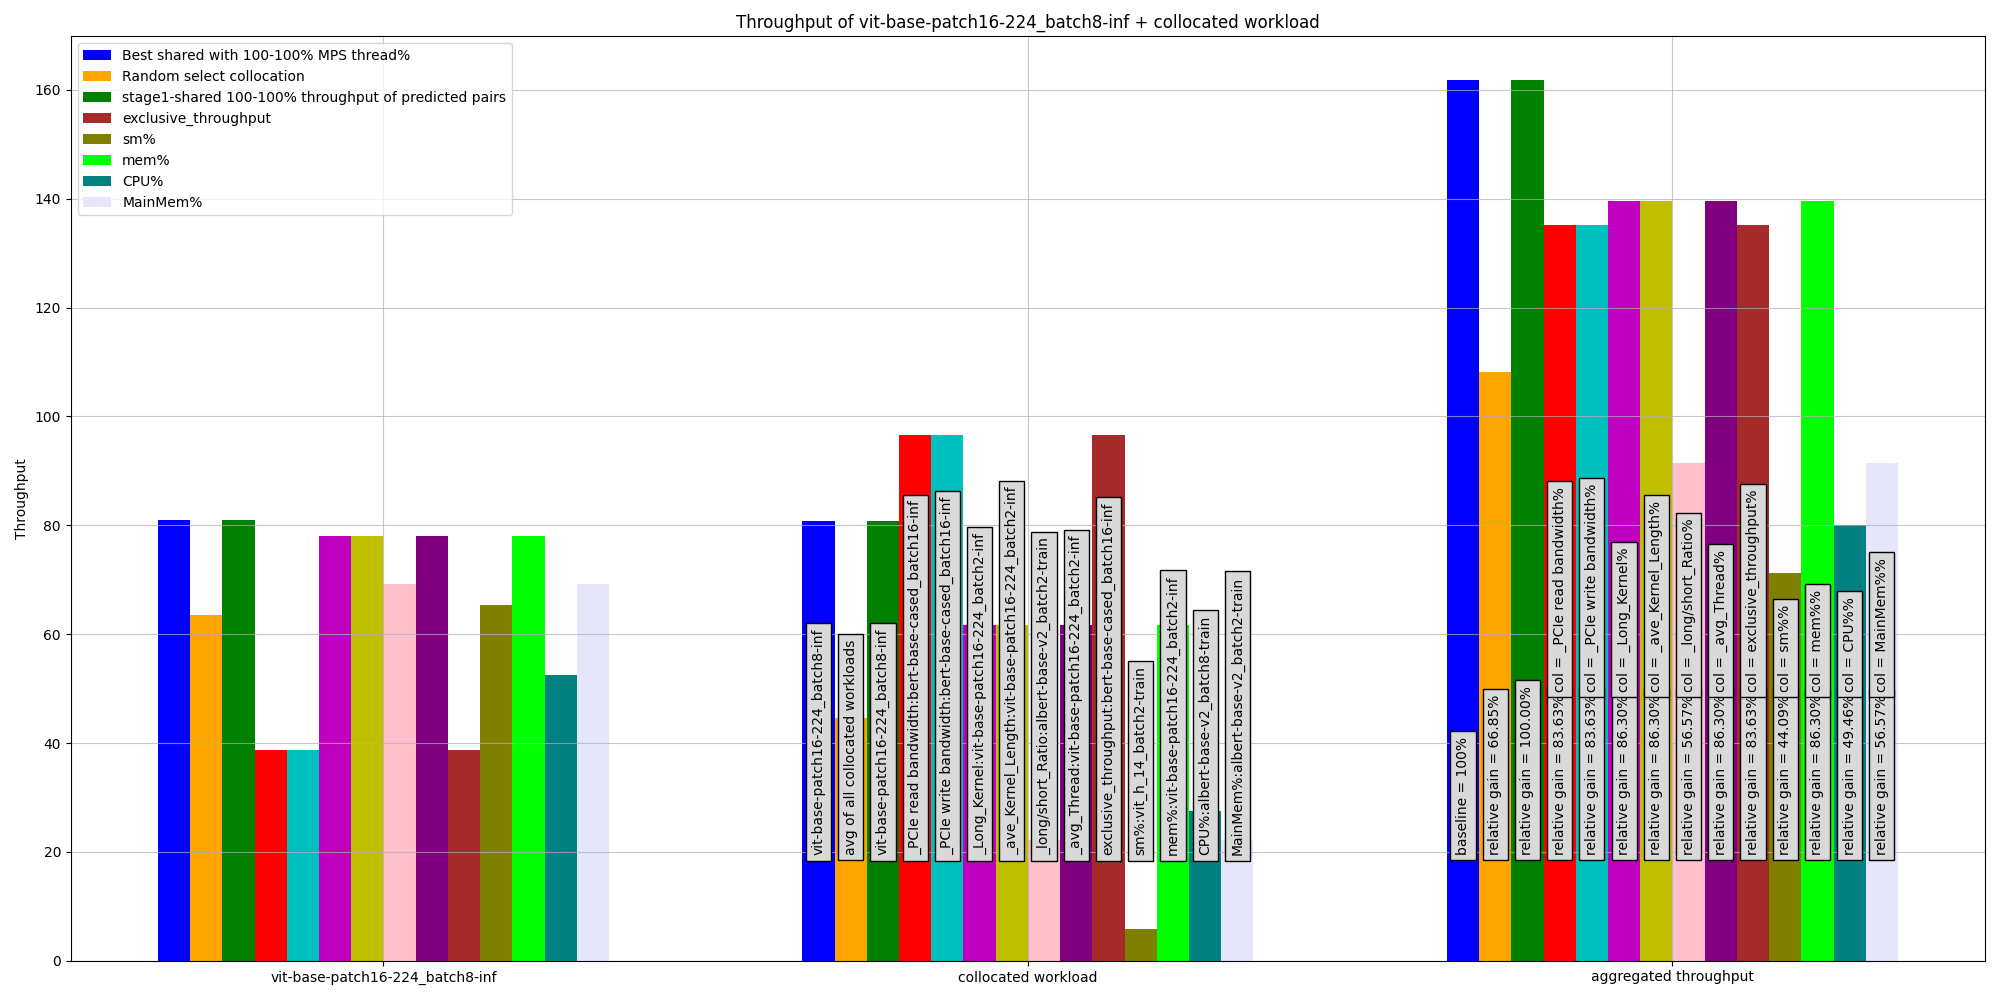 Throughput of vit-base-patch16-224_batch8-inf + collocated workload
Best shared with 100-100% MPS thread%
Random select collocation
stage1-shared 100-100% throughput of predicted pairs
exclusive_throughput
sm%
mem%
CPU%
MainMem%
Throughput
160
140
120
100
80
60
40
20
0
vit-base-patch16-224_batch8-inf
avg of all collocated workloads
vit-base-patch16-224_batch8-inf
_PCIe read bandwidth:bert-base-cased_batch16-inf
_PCIe write bandwidth:bert-base-cased_batch16-inf
_Long_Kernel:vit-base-patch16-224_batch2-inf
_ave_Kernel_Length:vit-base-patch16-224_batch2-inf
_long/short_Ratio:albert-base-v2_batch2-train
_avg_Thread:vit-base-patch16-224_batch2-inf
exclusive_throughput:bert-base-cased_batch16-inf
sm%:vit_h_14_batch2-train
mem%:vit-base-patch16-224_batch2-inf
CPU%:albert-base-v2_batch8-train
MainMem%:albert-base-v2_batch2-train
baseline = 100%
relative gain = 66.85%
relative gain = 100.00%
relative gain = 83.63%
col = _PCIe read bandwidth%
relative gain = 83.63%
col = _PCIe write bandwidth%
relative gain = 86.30%
col = _Long_Kernel%
relative gain = 86.30%
col = _ave_Kernel_Length%
relative gain = 56.57%
col = _long/short_Ratio%
relative gain = 86.30%
col = _avg_Thread%
relative gain = 83.63%
col = exclusive_throughput%
relative gain = 44.09%
col = sm%%
relative gain = 86.30%
col = mem%%
relative gain = 49.46%
col = CPU%%
relative gain = 56.57%
col = MainMem%%
vit-base-patch16-224_batch8-inf
collocated workload
aggregated throughput